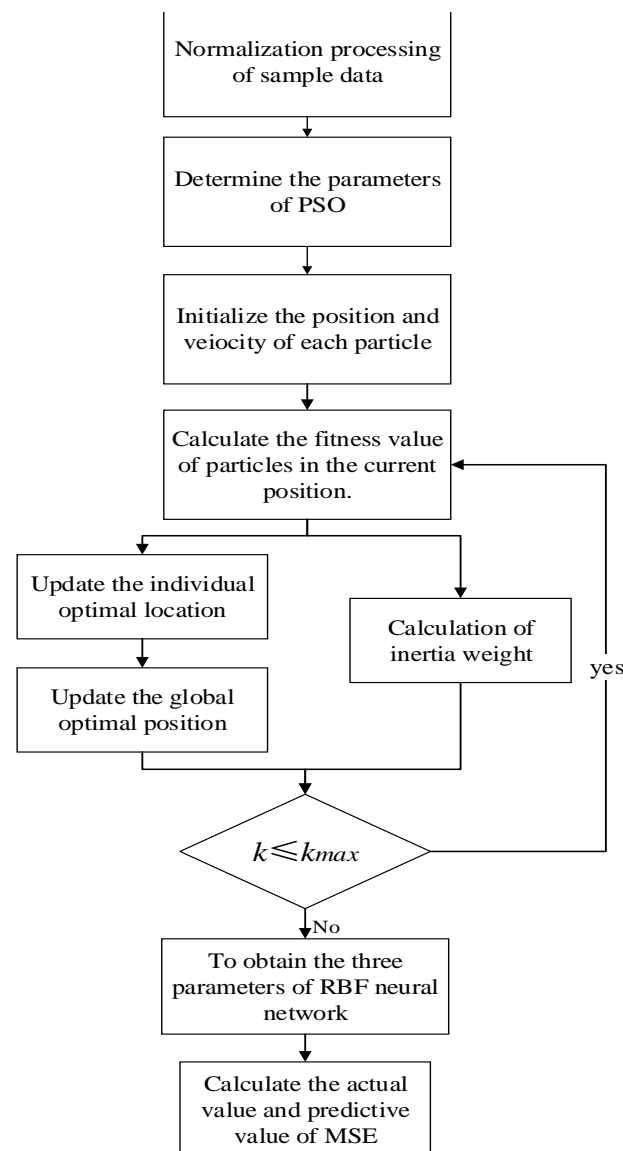 Normalization processing
of sample data
Determine the parameters
of PSO
Initialize the position and
veiocity of each particle
Calculate the fitness value
of particles in the current
position.
Update the individual
optimal location
Update the global
optimal position
Calculation of
inertia weight
yes
k≤kmax
No
To obtain the three
parameters of RBF neural
network
Calculate the actual
value and predictive
value of MSE